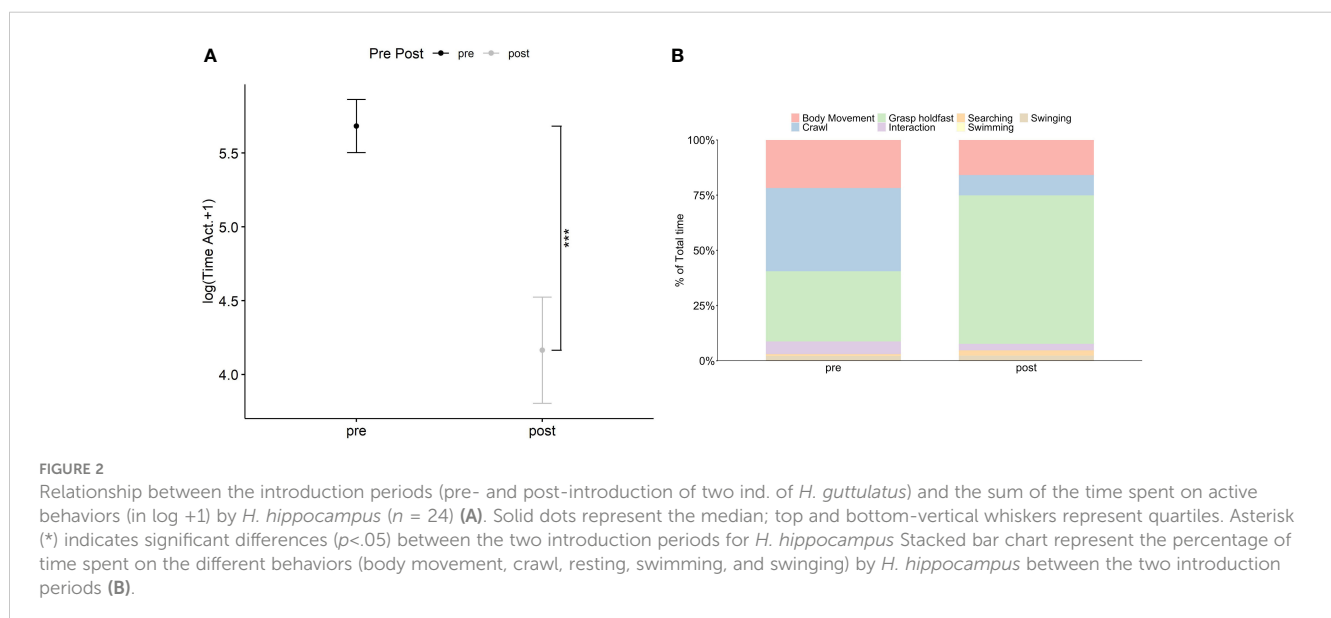 A
Pre Post pre post
log(Time Act.+1)
5.5
5.0
4.5
4.0
***
pre post
B
Body Movement Grasp holdfast Searching Swinging
Crawl Interaction Swimming
% of Total time
100%
75%
50%
25%
0%
pre post
FIGURE 2
Relationship between the introduction periods (pre- and post-introduction of two ind. of H. guttulatus) and the sum of the time spent on active
behaviors (in log +1) by H. hippocampus (n = 24) (A). Solid dots represent the median; top and bottom-vertical whiskers represent quartiles. Asterisk
(*) indicates significant differences (p<.05) between the two introduction periods for H. hippocampus Stacked bar chart represent the percentage of
time spent on the different behaviors (body movement, crawl, resting, swimming, and swinging) by H. hippocampus between the two introduction
periods (B).